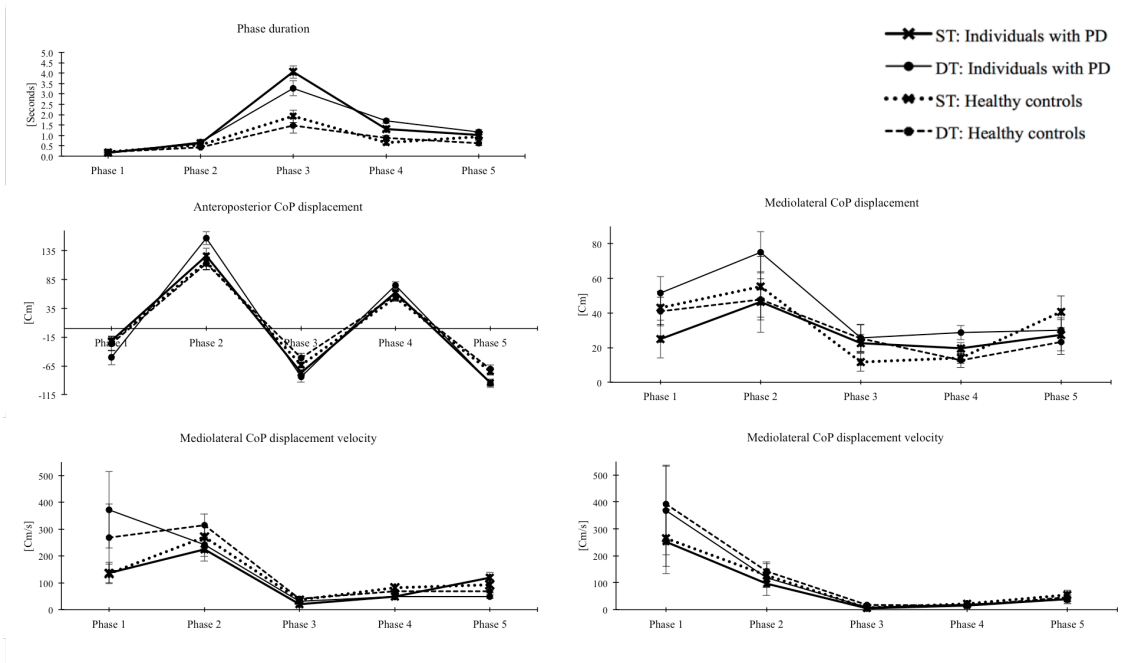 Phase duration
5.0
4.5
4.0
3.5
3.0
2.5
2.0
1.5
1.0
0.5
0.0
[Seconds]
Phase 1 Phase 2 Phase 3 Phase 4 Phase 5
ST: Individuals with PD
DT: Individuals with PD
ST: Healthy controls
DT: Healthy controls
Anteroposterior CoP displacement
135
85
35
-15
-65
-115
[Cm]
Phase 1 Phase 2 Phase 3 Phase 4 Phase 5
Mediolateral CoP displacement
80
60
40
20
0
[Cm]
Phase 1 Phase 2 Phase 3 Phase 4 Phase 5
Mediolateral CoP displacement velocity
500
400
300
200
100
0
[Cm/s]
Phase 1 Phase 2 Phase 3 Phase 4 Phase 5
Mediolateral CoP displacement velocity
500
400
300
200
100
0
[Cm/s]
Phase 1 Phase 2 Phase 3 Phase 4 Phase 5